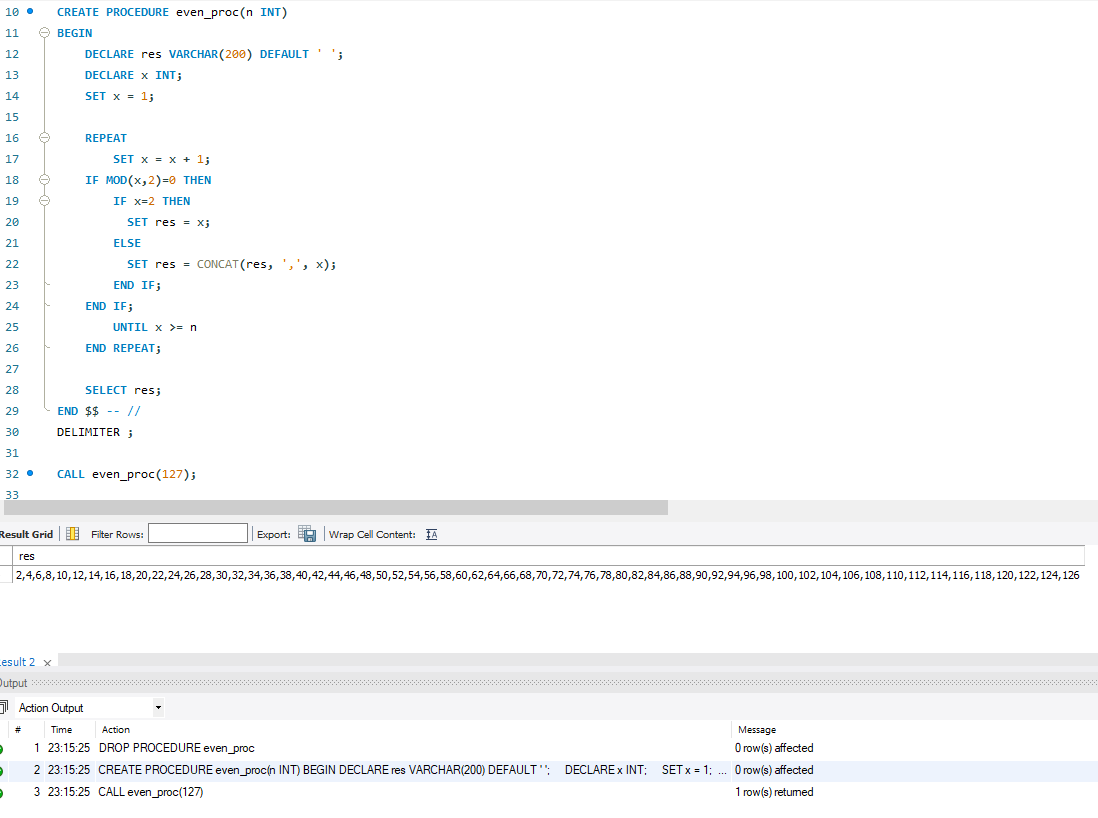 10 CREATE PROCEDURE even_proc(n INT)
11 BEGIN
12 DECLARE res VARCHAR(200) DEFAULT ' ';
13 DECLARE x INT;
14 SET x = 1;
15
16 REPEAT
17 SET x = x + 1;
18 IF MOD(x,2)=0 THEN
19 IF x=2 THEN
20 SET res = x;
21 ELSE
22 SET res = CONCAT(res, ',', x);
23 END IF;
24 END IF;
25 UNTIL x >= n
26 END REPEAT;
27
28 SELECT res;
29 END $$ -- //
30 DELIMITER ;
31
32 CALL even_proc(127);
33
Result Grid Filter Rows: Export: Wrap Cell Content: IA
res
2,4,6,8,10,12,14,16,18,20,22,24,26,28,30,32,34,36,38,40,42,44,46,48,50,52,54,56,58,60,62,64,66,68,70,72,74,76,78,80,82,84,86,88,90,92,94,96,98,100,102,104,106,108,110,112,114,116,118,120,122,124,126
esult 2 ×
Output
Action Output
# Time Action Message
1 23:15:25 DROP PROCEDURE even_proc 0 row(s) affected
2 23:15:25 CREATE PROCEDURE even_proc(n INT) BEGIN DECLARE res VARCHAR(200) DEFAULT ' '; DECLARE x INT; SET x = 1; ... 0 row(s) affected
3 23:15:25 CALL even_proc(127) 1 row(s) returned